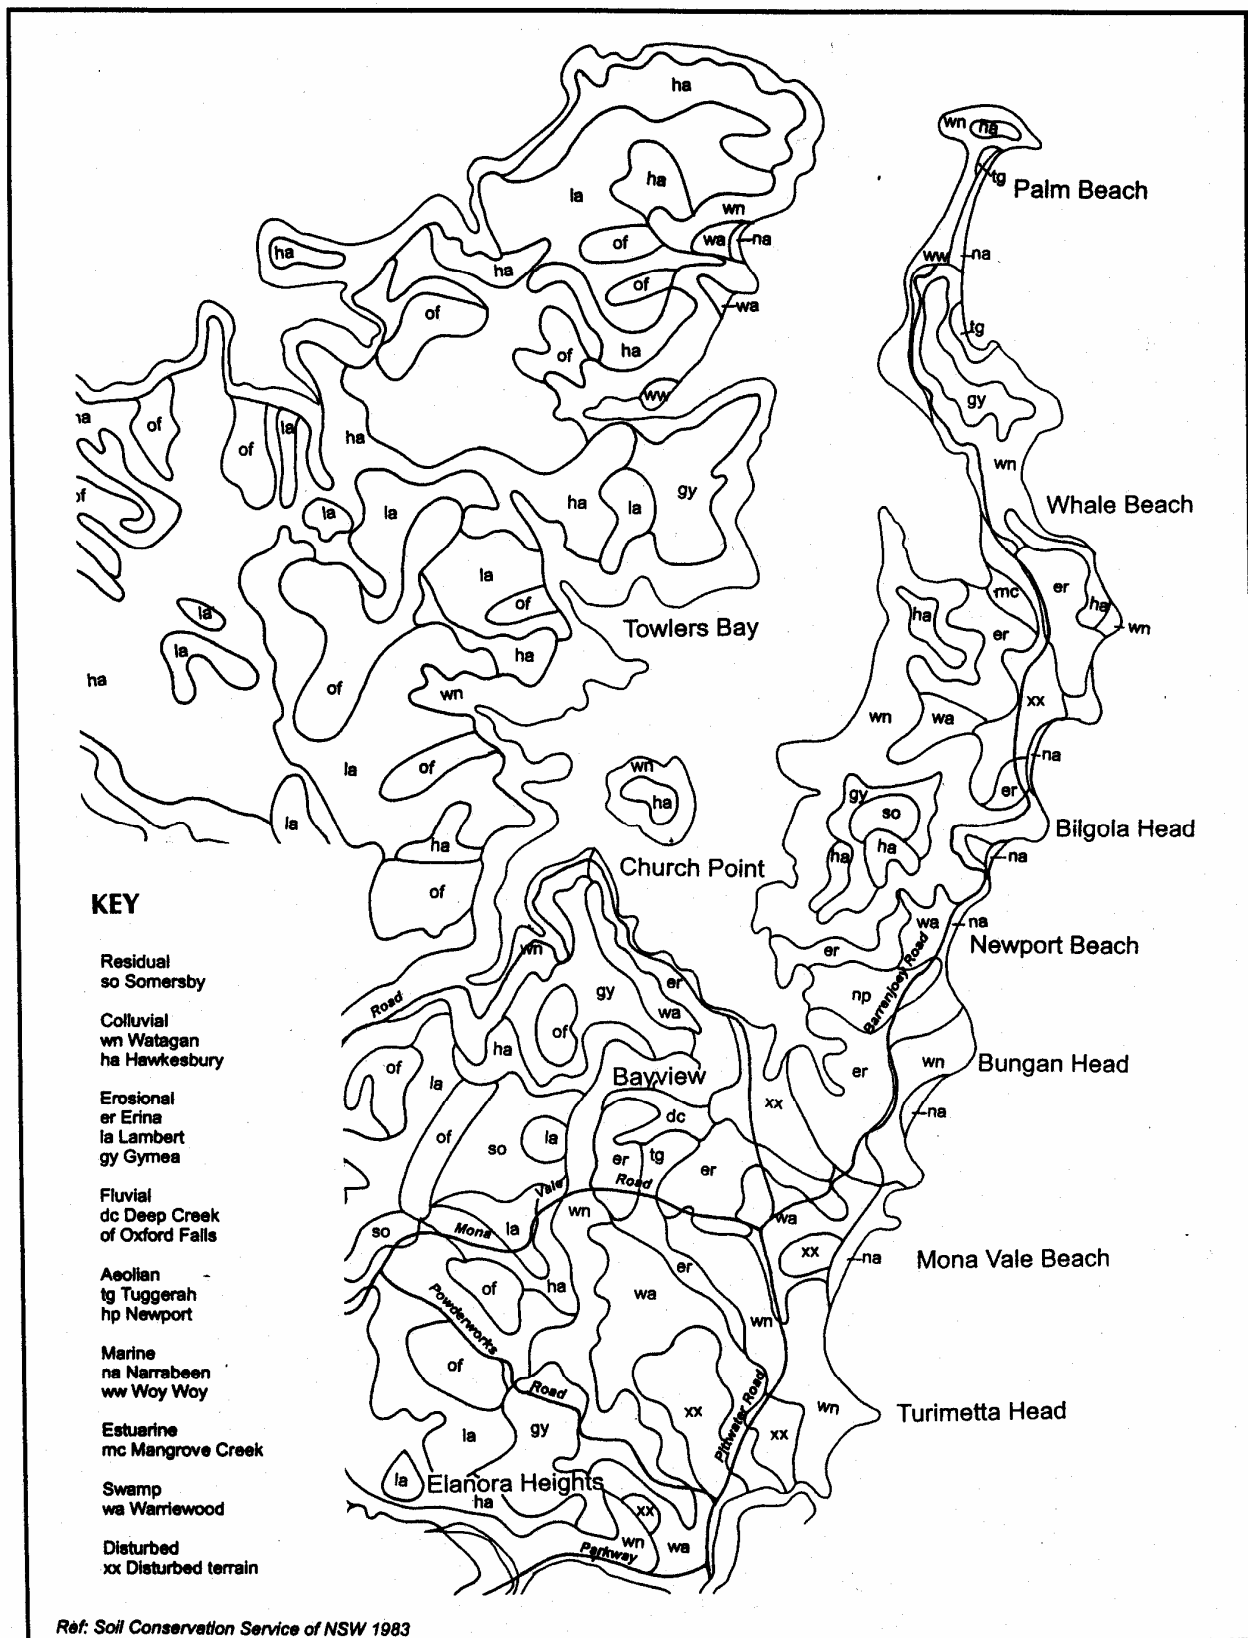 ha
wn
ha
tg
Palm Beach
ha
la
wn
ha
of
wa
na
ww
na
ha
of
wa
of
of
ha
tg
ww
gy
ha
of
la
of
ha
wn
of
ha
la
gy
la
la
Whale Beach
la
of
mc
er
ha
wn
la
ha
er
Towlers Bay
la
ha
ha
of
wn
wn
wa
xx
la
of
wn
na
ha
gy
er
so
la
ha
ha
ha
Bilgola Head
na
Church Point
of
KEY
wa
na
Newport Beach
wn
er
Barrenjoey Road
Residual
so Somersby
Road
gy
er
np
wa
of
Colluvial
wn Watagan
ha Hawkesbury
ha
of
la
Bayview
er
wn
Bungan Head
xx
na
dc
Erosional
er Erina
la Lambert
gy Gymea
of
so
la
er
tg
er
Vale
Road
Fluvial
dc Deep Creek
of Oxford Falls
so
Mona
la
wn
wa
xx
na
Mona Vale Beach
Aeolian
tg Tuggerah
hp Newport
of
ha
er
wa
Powderworks
wn
Marine
na Narrabeen
ww Woy Woy
of
Road
Pittwater Road
xx
wn
Turimetta Head
Estuarine
mc Mangrove Creek
la
gy
xx
la
Elanora Heights
ha
Swamp
wa Warriewood
xx
wn
wa
Parkway
Disturbed
xx Disturbed terrain
Ref: Soil Conservation Service of NSW 1983